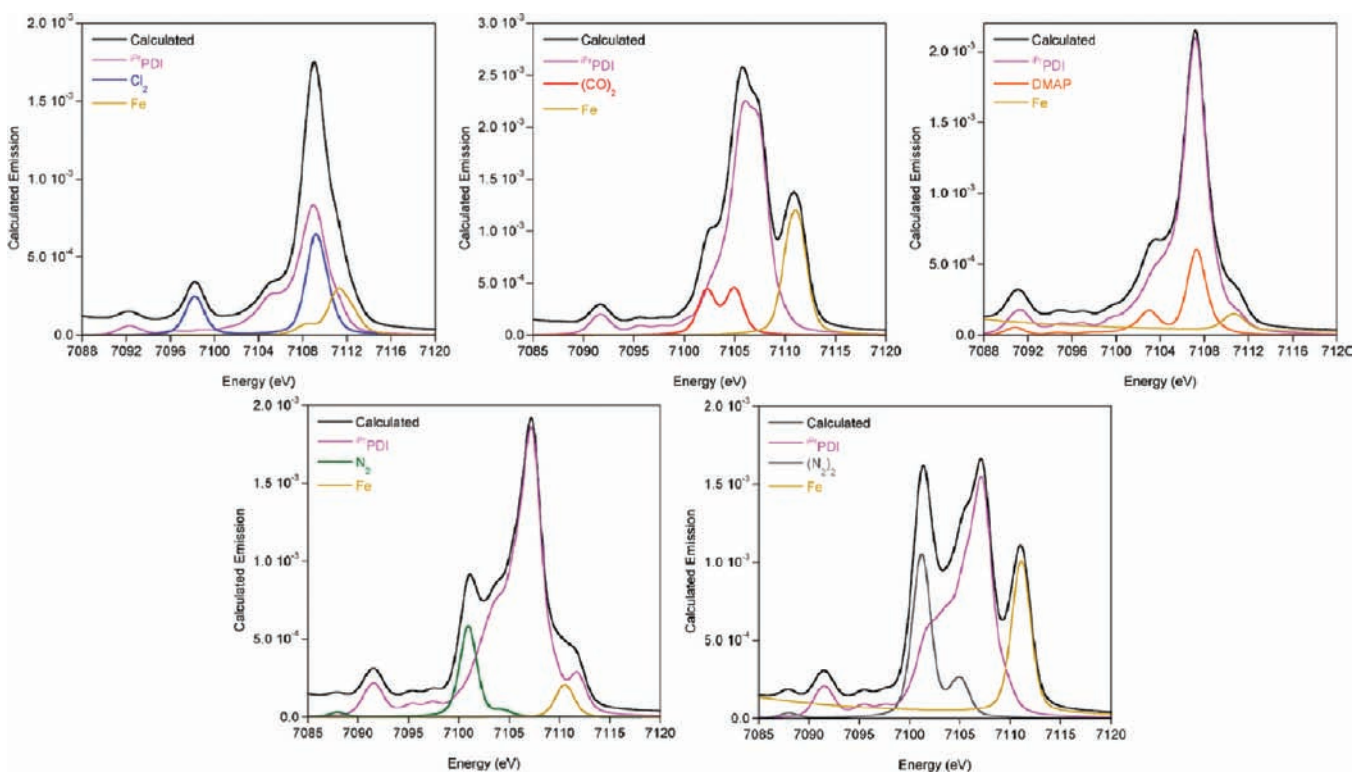 2.0 10⁻³
1.5 10⁻³
1.0 10⁻³
5.0 10⁻⁴
0.0
Calculated Emission
Calculated
ⁱᴾʳPDI
Cl₂
Fe
7088 7092 7096 7100 7104 7108 7112 7116 7120
Energy (eV)
3.0 10⁻³
2.5 10⁻³
2.0 10⁻³
1.5 10⁻³
1.0 10⁻³
5.0 10⁻⁴
0.0
Calculated Emission
Calculated
ⁱᴾʳPDI
(CO)₂
Fe
7085 7090 7095 7100 7105 7110 7115 7120
Energy (eV)
2.0 10⁻³
1.5 10⁻³
1.0 10⁻³
5.0 10⁻⁴
0.0
Calculated Emission
Calculated
ⁱᴾʳPDI
DMAP
Fe
7088 7092 7096 7100 7104 7108 7112 7116 7120
Energy (eV)
2.0 10⁻³
1.5 10⁻³
1.0 10⁻³
5.0 10⁻⁴
0.0
Calculated Emission
Calculated
ⁱᴾʳPDI
N₂
Fe
7085 7090 7095 7100 7105 7110 7115 7120
Energy (eV)
2.0 10⁻³
1.5 10⁻³
1.0 10⁻³
5.0 10⁻⁴
0.0
Calculated Emission
Calculated
ⁱᴾʳPDI
(N₂)₂
Fe
7085 7090 7095 7100 7105 7110 7115 7120
Energy (eV)